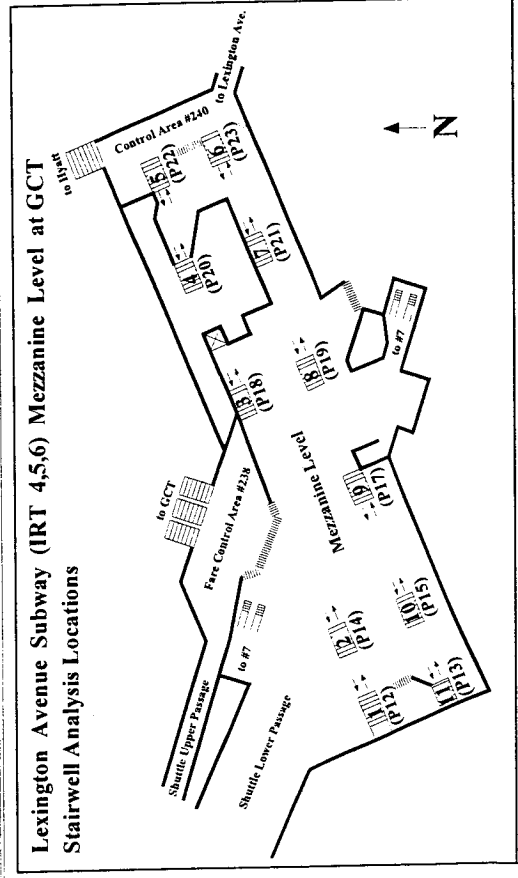 Lexington Avenue Subway (IRT 4,5,6) Mezzanine Level at GCT
Stairwell Analysis Locations
to Hyatt
Control Area #240
to Lexington Ave.
5
(P22)
6
(P23)
4
(P20)
7
(P21)
3
(P18)
8
(P19)
to GCT
Fare Control Area #238
Mezzanine Level
to #7
9
(P17)
to #7
Shuttle Upper Passage
Shuttle Lower Passage
2
(P14)
10
(P15)
1
(P12)
11
(P13)
N